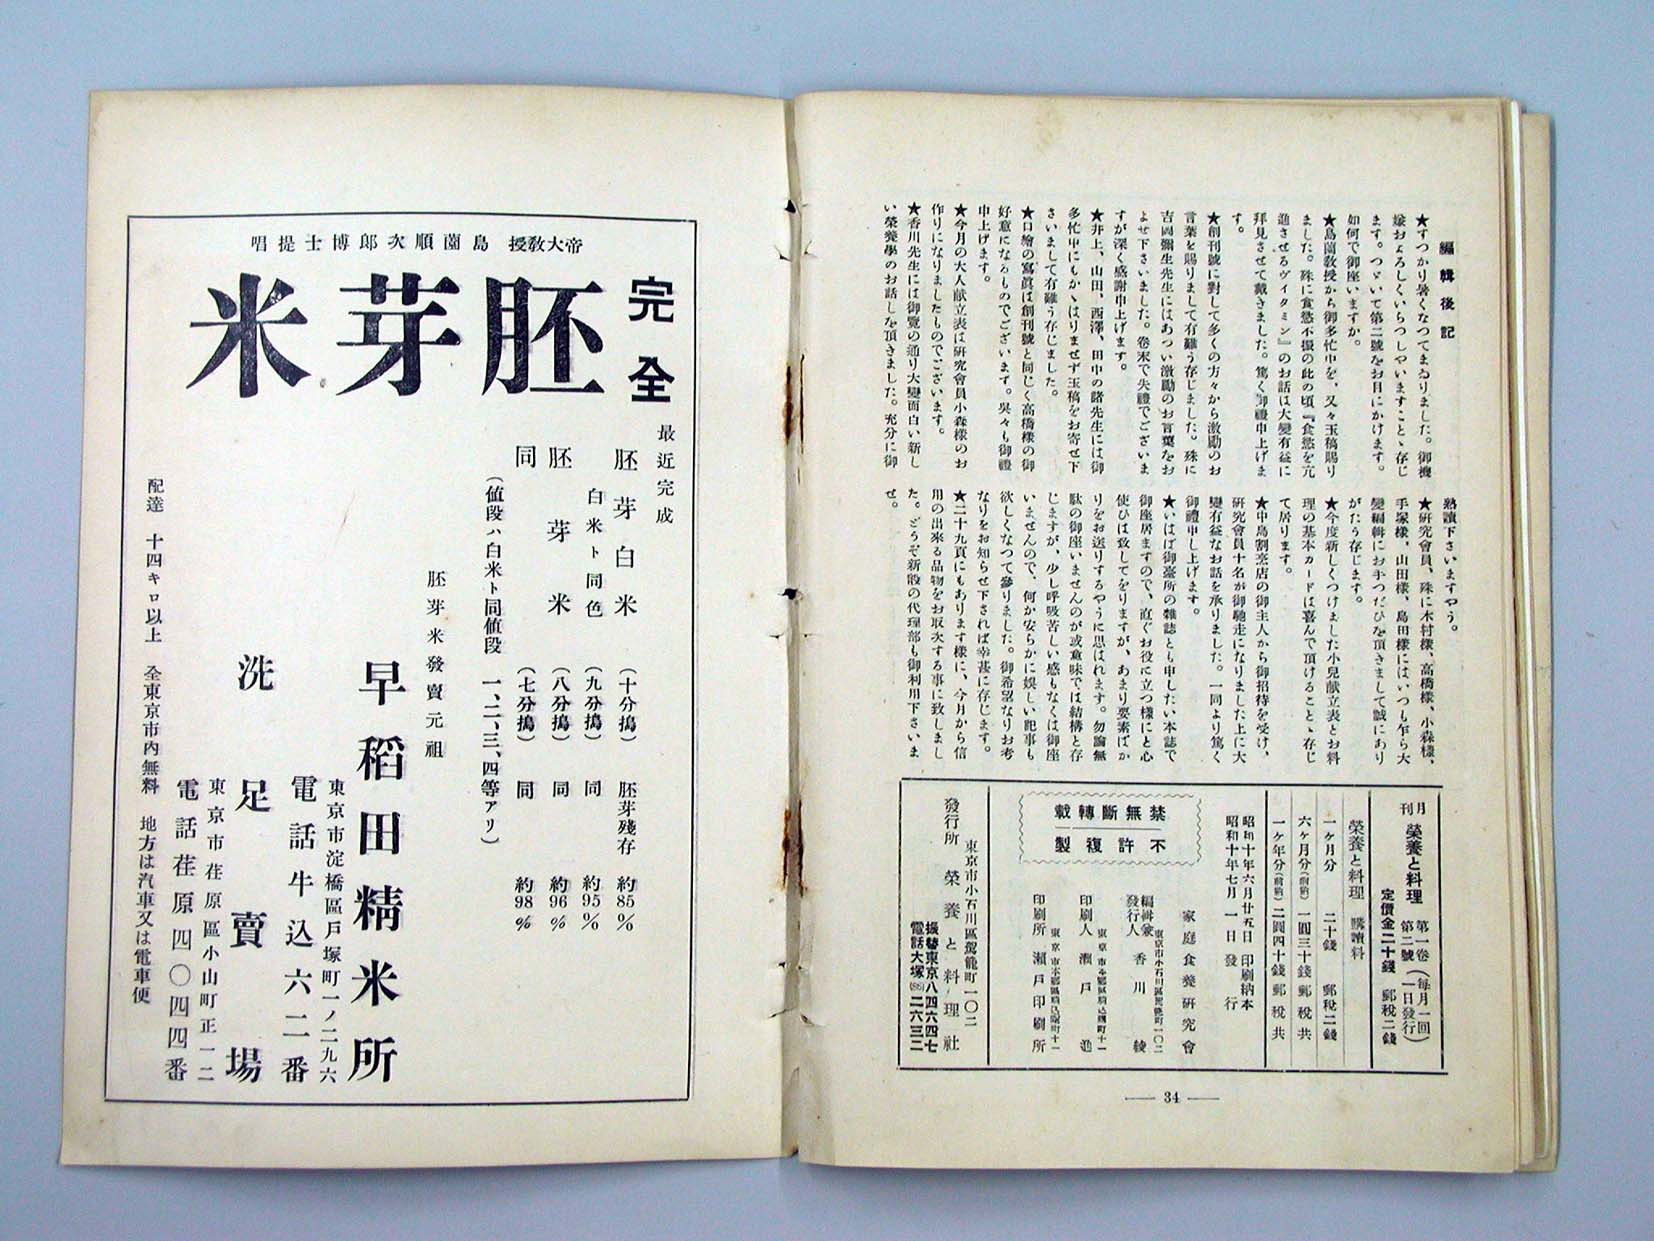 編輯後記
★すつかり暑くなつてまゐりました。御機
嫌およろしくいらつしやいますことゝ存じ
ます。つゞいて第二號をお目にかけます。
如何で御座いますか。
★島薗教授から御多忙中を、又々玉稿賜り
ました。殊に食慾不振の此の頃『食慾を亢
進させるヴィタミン』のお話は大變有益に
拜見させて戴きました。篤く御禮申上げま
す。
★創刊號に對して多くの方々から激勵のお
言葉を賜りまして有難う存じました。殊に
吉岡彌生先生にはあつい激勵のお言葉をお
よせ下さいました。卷末で失禮でございま
すが深く感謝申上げます。
★井上、山田、西澤、田中の諸先生には御
多忙中にもかゝはりませず玉稿をお寄せ下
さいまして有難う存じました。
★口繪の寫眞は創刊號と同じく高橋樣の御
好意になるものでございます。呉々も御禮
申上げます。
★今月の大人献立表は研究會員小森樣のお
作りになりましたものでございます。
★香川先生には御覽の通り大變面白い新し
い榮養學のお話しを頂きました。充分に御
熟讀下さいますやう。
★研究會員、殊に木村樣、高橋樣、小森樣、
手塚樣、山田樣、島田樣にはいつも乍ら大
變編輯にお手つだひを頂きまして誠にあり
がたう存じます。
★今度新しくつけました小兒献立表とお料
理の基本カードは喜んで頂けることゝ存じ
て居ります。
★中島割烹店の御主人から御招待を受け、
研究會員十名が御馳走になりました上に大
變有益なお話を承りました。一同より篤く
御禮申し上げます。
★いはば御臺所の雜誌とも申したい本誌で
御座居ますので、直ぐお役に立つ樣にと心
使ひは致してをりますが、あまり要素ばか
りをお送りするやうに思はれます。勿論無
駄の御座いませんのが或意味では結構と存
じますが、少し呼吸苦しい感もなくは御座
いませんので、何か安らかに娯しい記事も
欲しくなつて參りました。御希望なりお考
なりをお知らせ下されば幸甚に存じます。
★二十九頁にもあります樣に、今月から信
用の出來る品物をお取次する事に致しまし
た。どうぞ新設の代理部も御利用下さいま
せ。
月刊 榮養と料理 第一卷 第二號 (每月一回一日發行)
定價金二十錢 郵稅二錢
榮養と料理 購讀料
一ヶ月分 二十錢 郵稅二錢
六ヶ月分(前納) 一圓三十錢郵稅共
一ヶ年分(前納) 二圓四十錢郵稅共
昭和十年六月廿五日 印刷納本
昭和十年七月一日發行
禁無斷轉載
不許復製
家庭食養研究會
東京市小石川區駕籠町一〇二
編輯兼發行人 香川綾
印刷人 瀨戶
印刷所 瀨戶印刷所
東京市小石川區駕籠町一〇二
發行所 榮養と料理社
振替東京八四六四七
電話大塚(86)二六三二
34
帝大敎授 島薗順次郎博士提唱
完全
胚芽米
最近完成
胚芽白米 (十分搗) 胚芽殘存 約85%
白米ト同色 (九分搗) 同 約95%
胚芽米 (八分搗) 同 約96%
同 (七分搗) 同 約98%
(値段ハ白米ト同値段 一、二、三、四等アリ)
胚芽米發賣元祖
早稻田精米所
東京市淀橋區戶塚町一ノ二九六
電話牛込六二一番
洗足賣場
東京市荏原區小山町正一二
電話荏原四〇四四番
配達 十四キロ以上 全東京市內無料 地方は汽車又は電車便